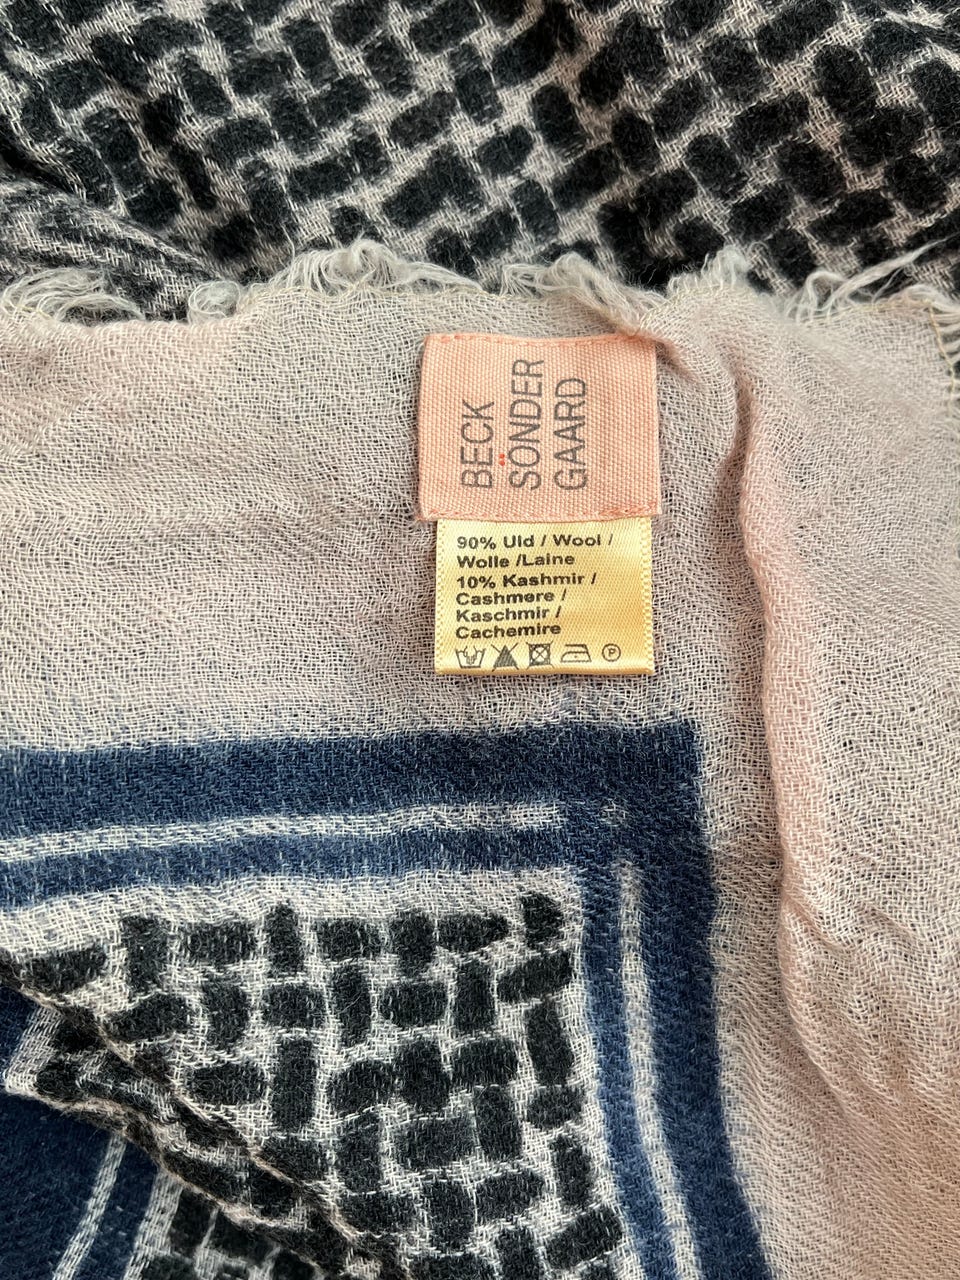 BECK
SÖNDER
GAARD
90% Uld / Wool /
Wolle /Laine
10% Kashmir /
Cashmere /
Kaschmir /
Cachemire
P